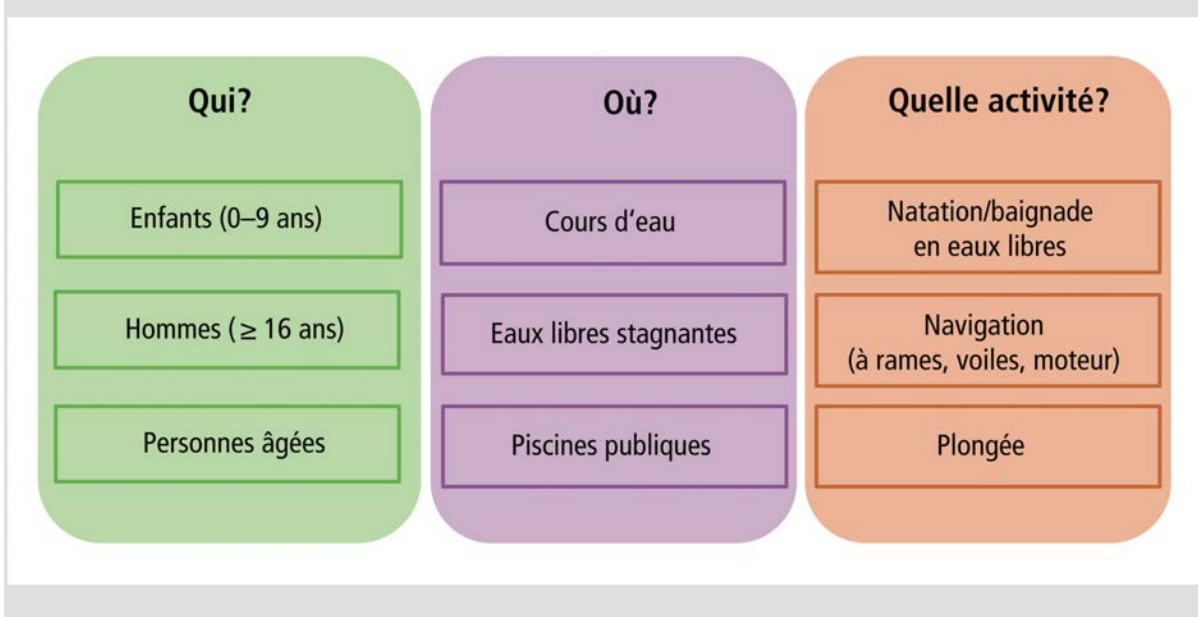 Qui?
Enfants (0–9 ans)
Hommes (≥ 16 ans)
Personnes âgées
Où?
Cours d’eau
Eaux libres stagnantes
Piscines publiques
Quelle activité?
Natation/baignade
en eaux libres
Navigation
(à rames, voiles, moteur)
Plongée